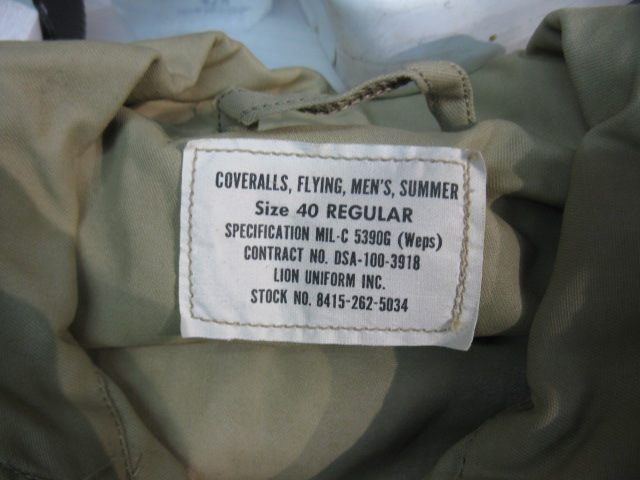 COVERALLS, FLYING, MEN'S, SUMMER
Size 40 REGULAR
SPECIFICATION MIL-C 5390G (Weps)
CONTRACT NO. DSA-100-3918
LION UNIFORM INC.
STOCK NO. 8415-262-5034